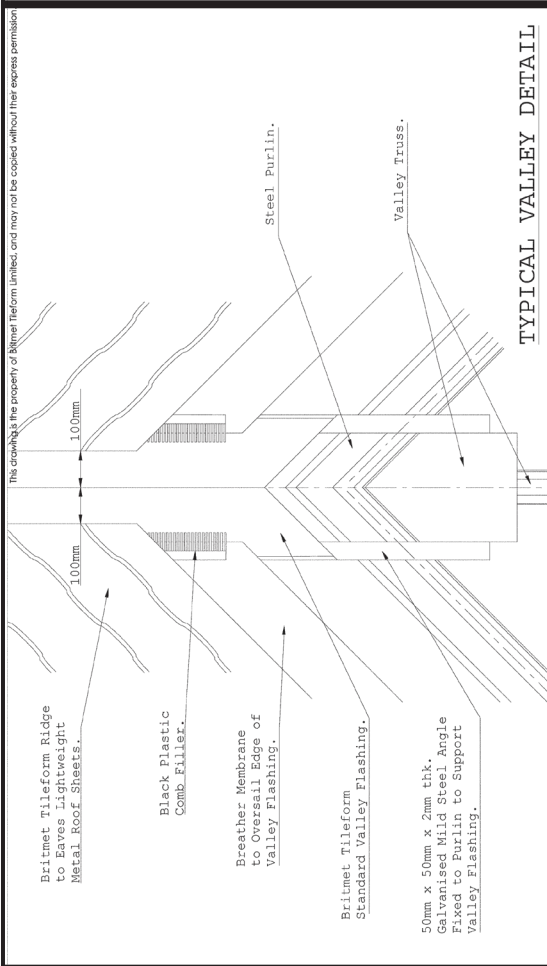 This drawing is the property of Britmet Tileform Limited, and may not be copied without their express permission.
Britmet Tileform Ridge
to Eaves Lightweight
Metal Roof Sheets.
100mm
100mm
Black Plastic
Comb Filler.
Breather Membrane
to Oversail Edge of
Valley Flashing.
Britmet Tileform
Standard Valley Flashing.
50mm x 50mm x 2mm thk.
Galvanised Mild Steel Angle
Fixed to Purlin to Support
Valley Flashing.
Steel Purlin.
Valley Truss.
TYPICAL VALLEY DETAIL